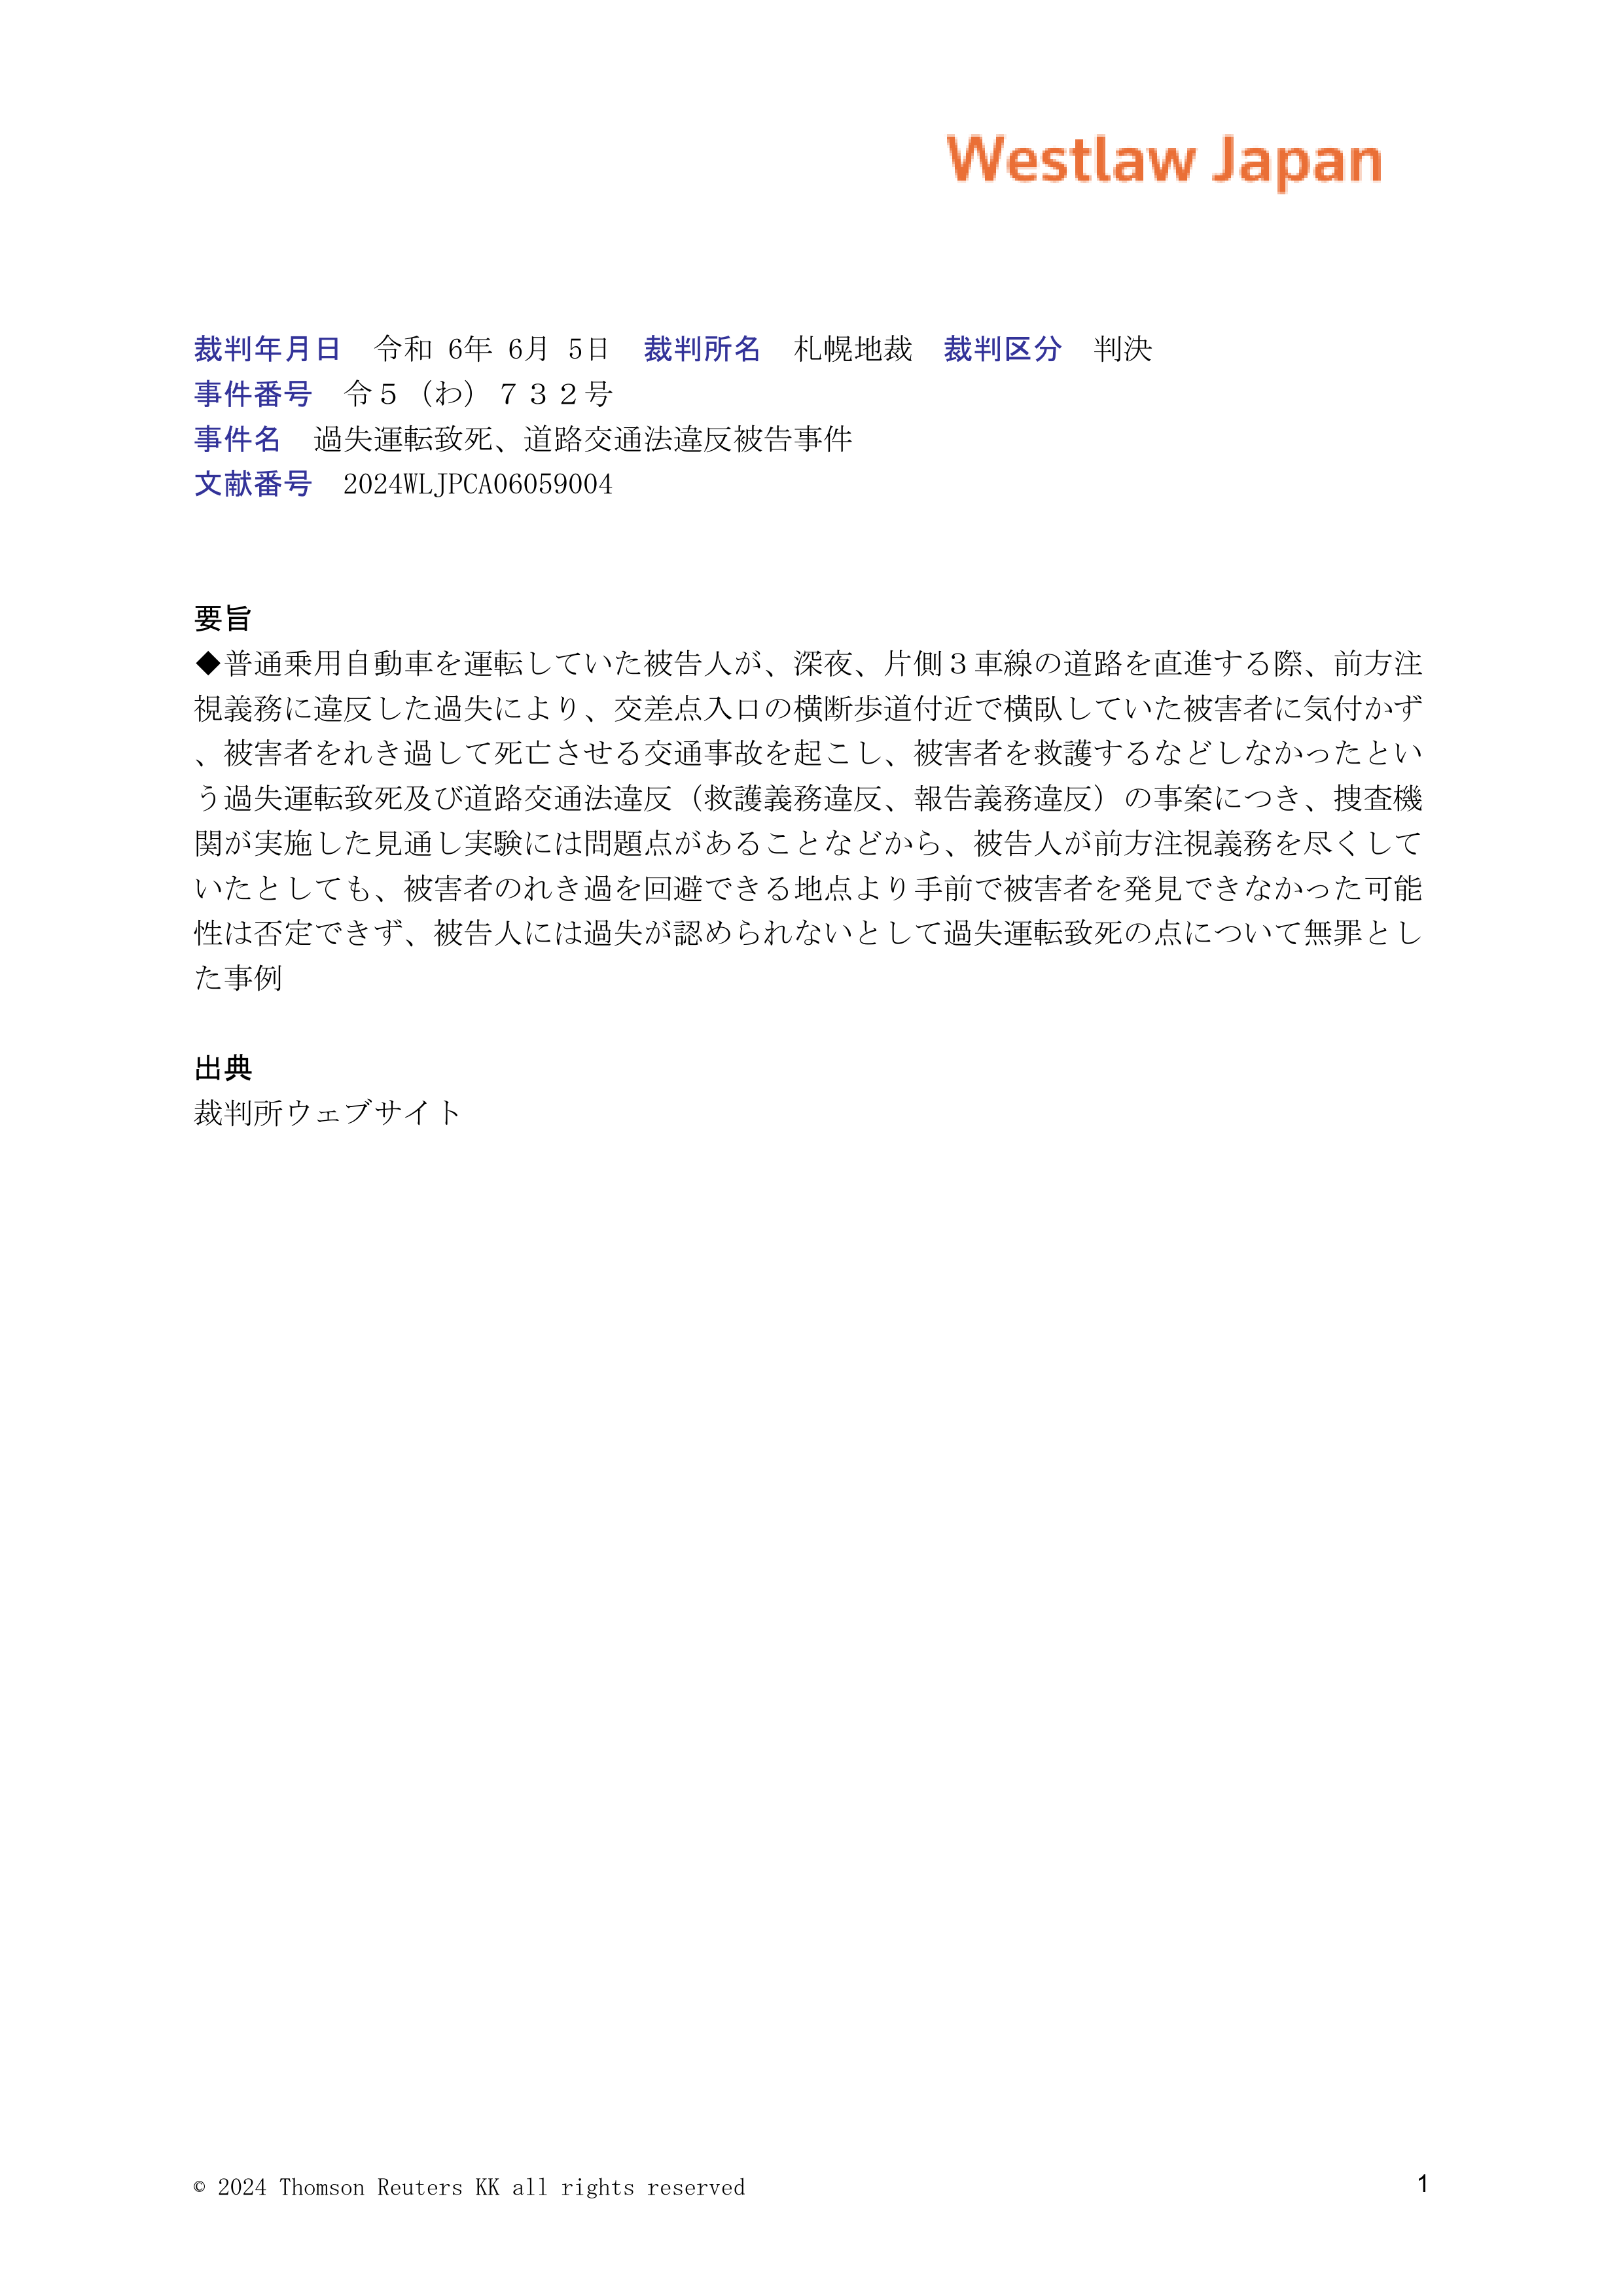 Westlaw Japan
裁判年月日　令和 6年 6月 5日　裁判所名　札幌地裁　裁判区分　判決
事件番号　令５（わ）７３２号
事件名　過失運転致死、道路交通法違反被告事件
文献番号　2024WLJPCA06059004
要旨
◆普通乗用自動車を運転していた被告人が、深夜、片側３車線の道路を直進する際、前方注
視義務に違反した過失により、交差点入口の横断歩道付近で横臥していた被害者に気付かず
、被害者をれき過して死亡させる交通事故を起こし、被害者を救護するなどしなかったとい
う過失運転致死及び道路交通法違反（救護義務違反、報告義務違反）の事案につき、捜査機
関が実施した見通し実験には問題点があることなどから、被告人が前方注視義務を尽くして
いたとしても、被害者のれき過を回避できる地点より手前で被害者を発見できなかった可能
性は否定できず、被告人には過失が認められないとして過失運転致死の点について無罪とし
た事例
出典
裁判所ウェブサイト
© 2024 Thomson Reuters KK all rights reserved
1